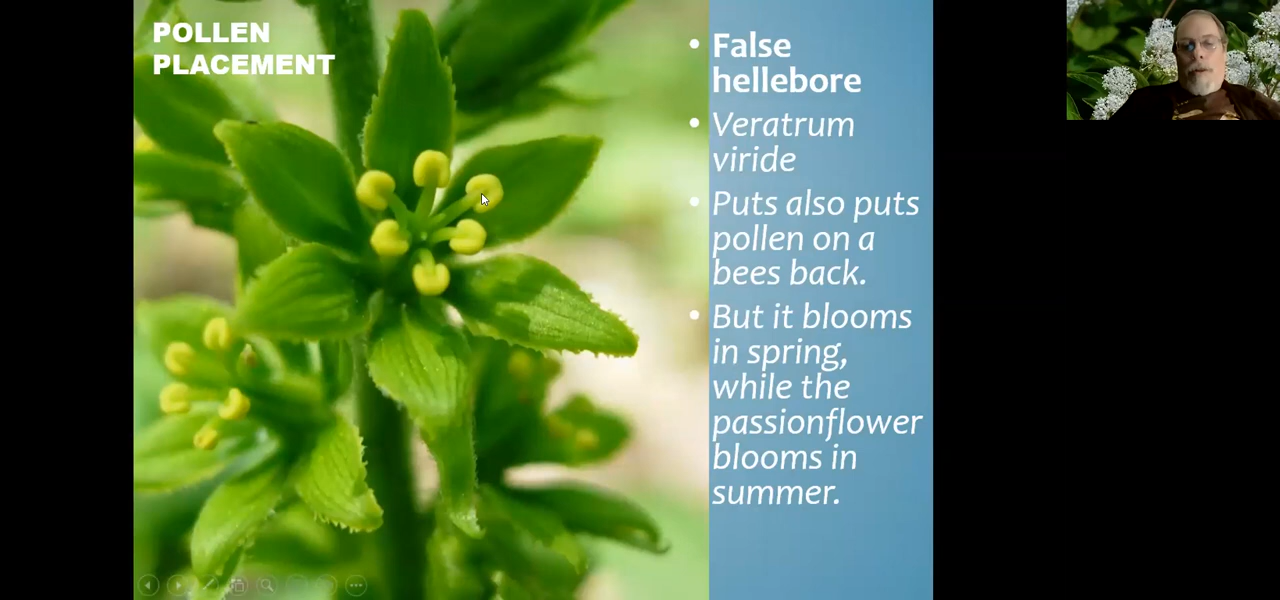 POLLEN
PLACEMENT
• False
hellebore
• Veratrum
viride
• Puts also puts
pollen on a
bees back.
• But it blooms
in spring,
while the
passionflower
blooms in
summer.